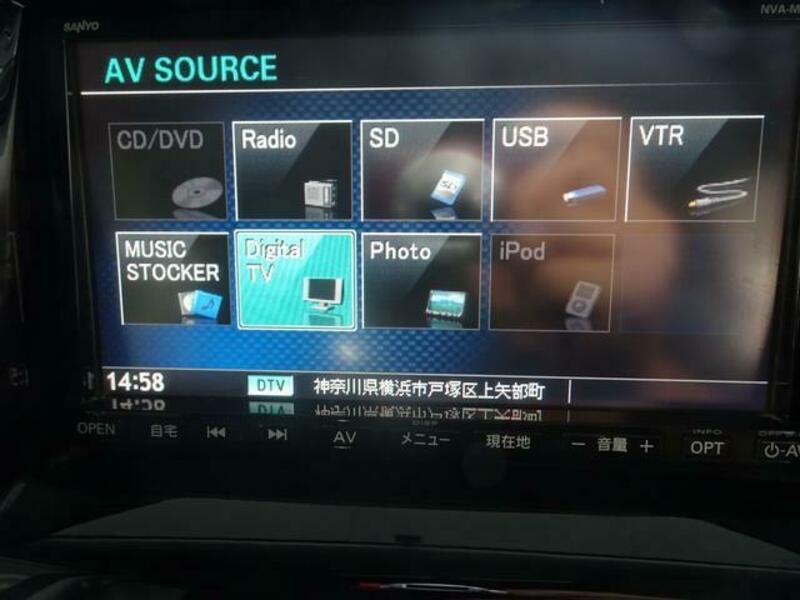 SANYO
NVA-M
AV SOURCE
CD/DVD
Radio
SD
USB
VTR
MUSIC
STOCKER
Digital
TV
Photo
iPod
14:58
DTV
神奈川県横浜市戸塚区上矢部町
DISP
INFO
OPEN
自宅
AV
メニュー
現在地
− 音量 +
OPT
-AV